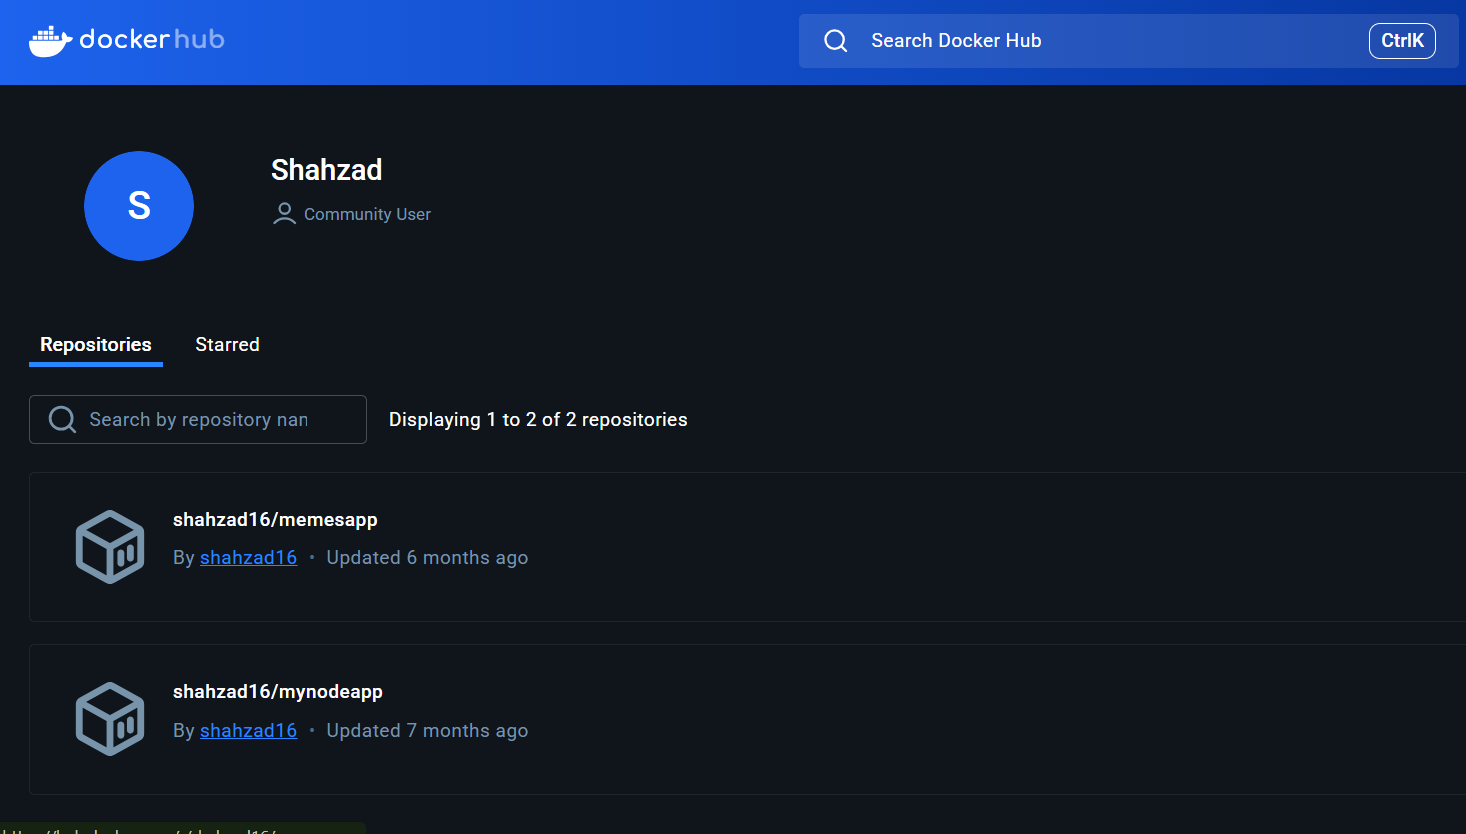 docker hub
Search Docker Hub
CtrlK
S
Shahzad
Community User
Repositories
Starred
Search by repository nan
Displaying 1 to 2 of 2 repositories
shahzad16/memesapp
By shahzad16 • Updated 6 months ago
shahzad16/mynodeapp
By shahzad16 • Updated 7 months ago